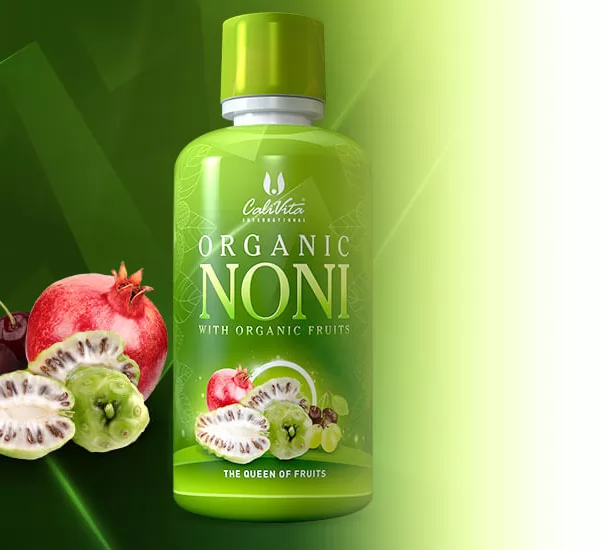 CaliVita®
INTERNATIONAL
ORGANIC
NONI
WITH ORGANIC FRUITS
THE QUEEN OF FRUITS